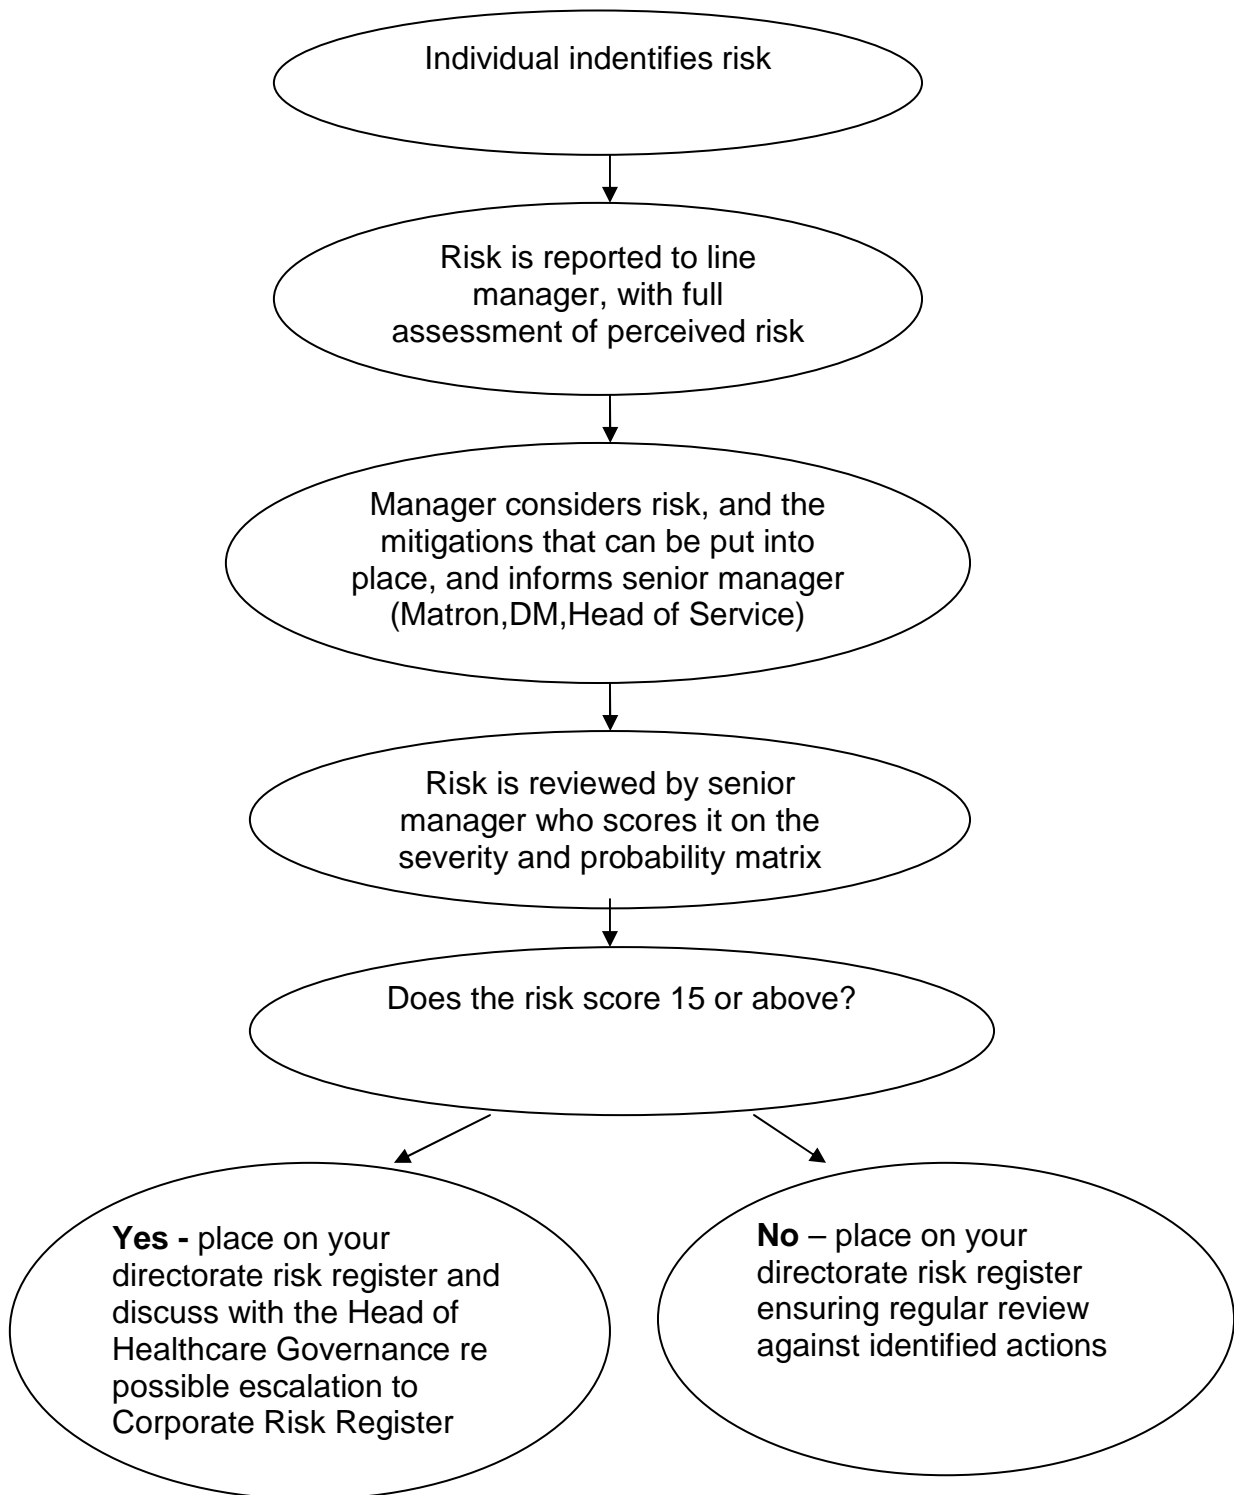 Individual indentifies risk
Risk is reported to line
manager, with full
assessment of perceived risk
Manager considers risk, and the
mitigations that can be put into
place, and informs senior manager
(Matron,DM,Head of Service)
Risk is reviewed by senior
manager who scores it on the
severity and probability matrix
Does the risk score 15 or above?
Yes - place on your
directorate risk register and
discuss with the Head of
Healthcare Governance re
possible escalation to
Corporate Risk Register
No – place on your
directorate risk register
ensuring regular review
against identified actions